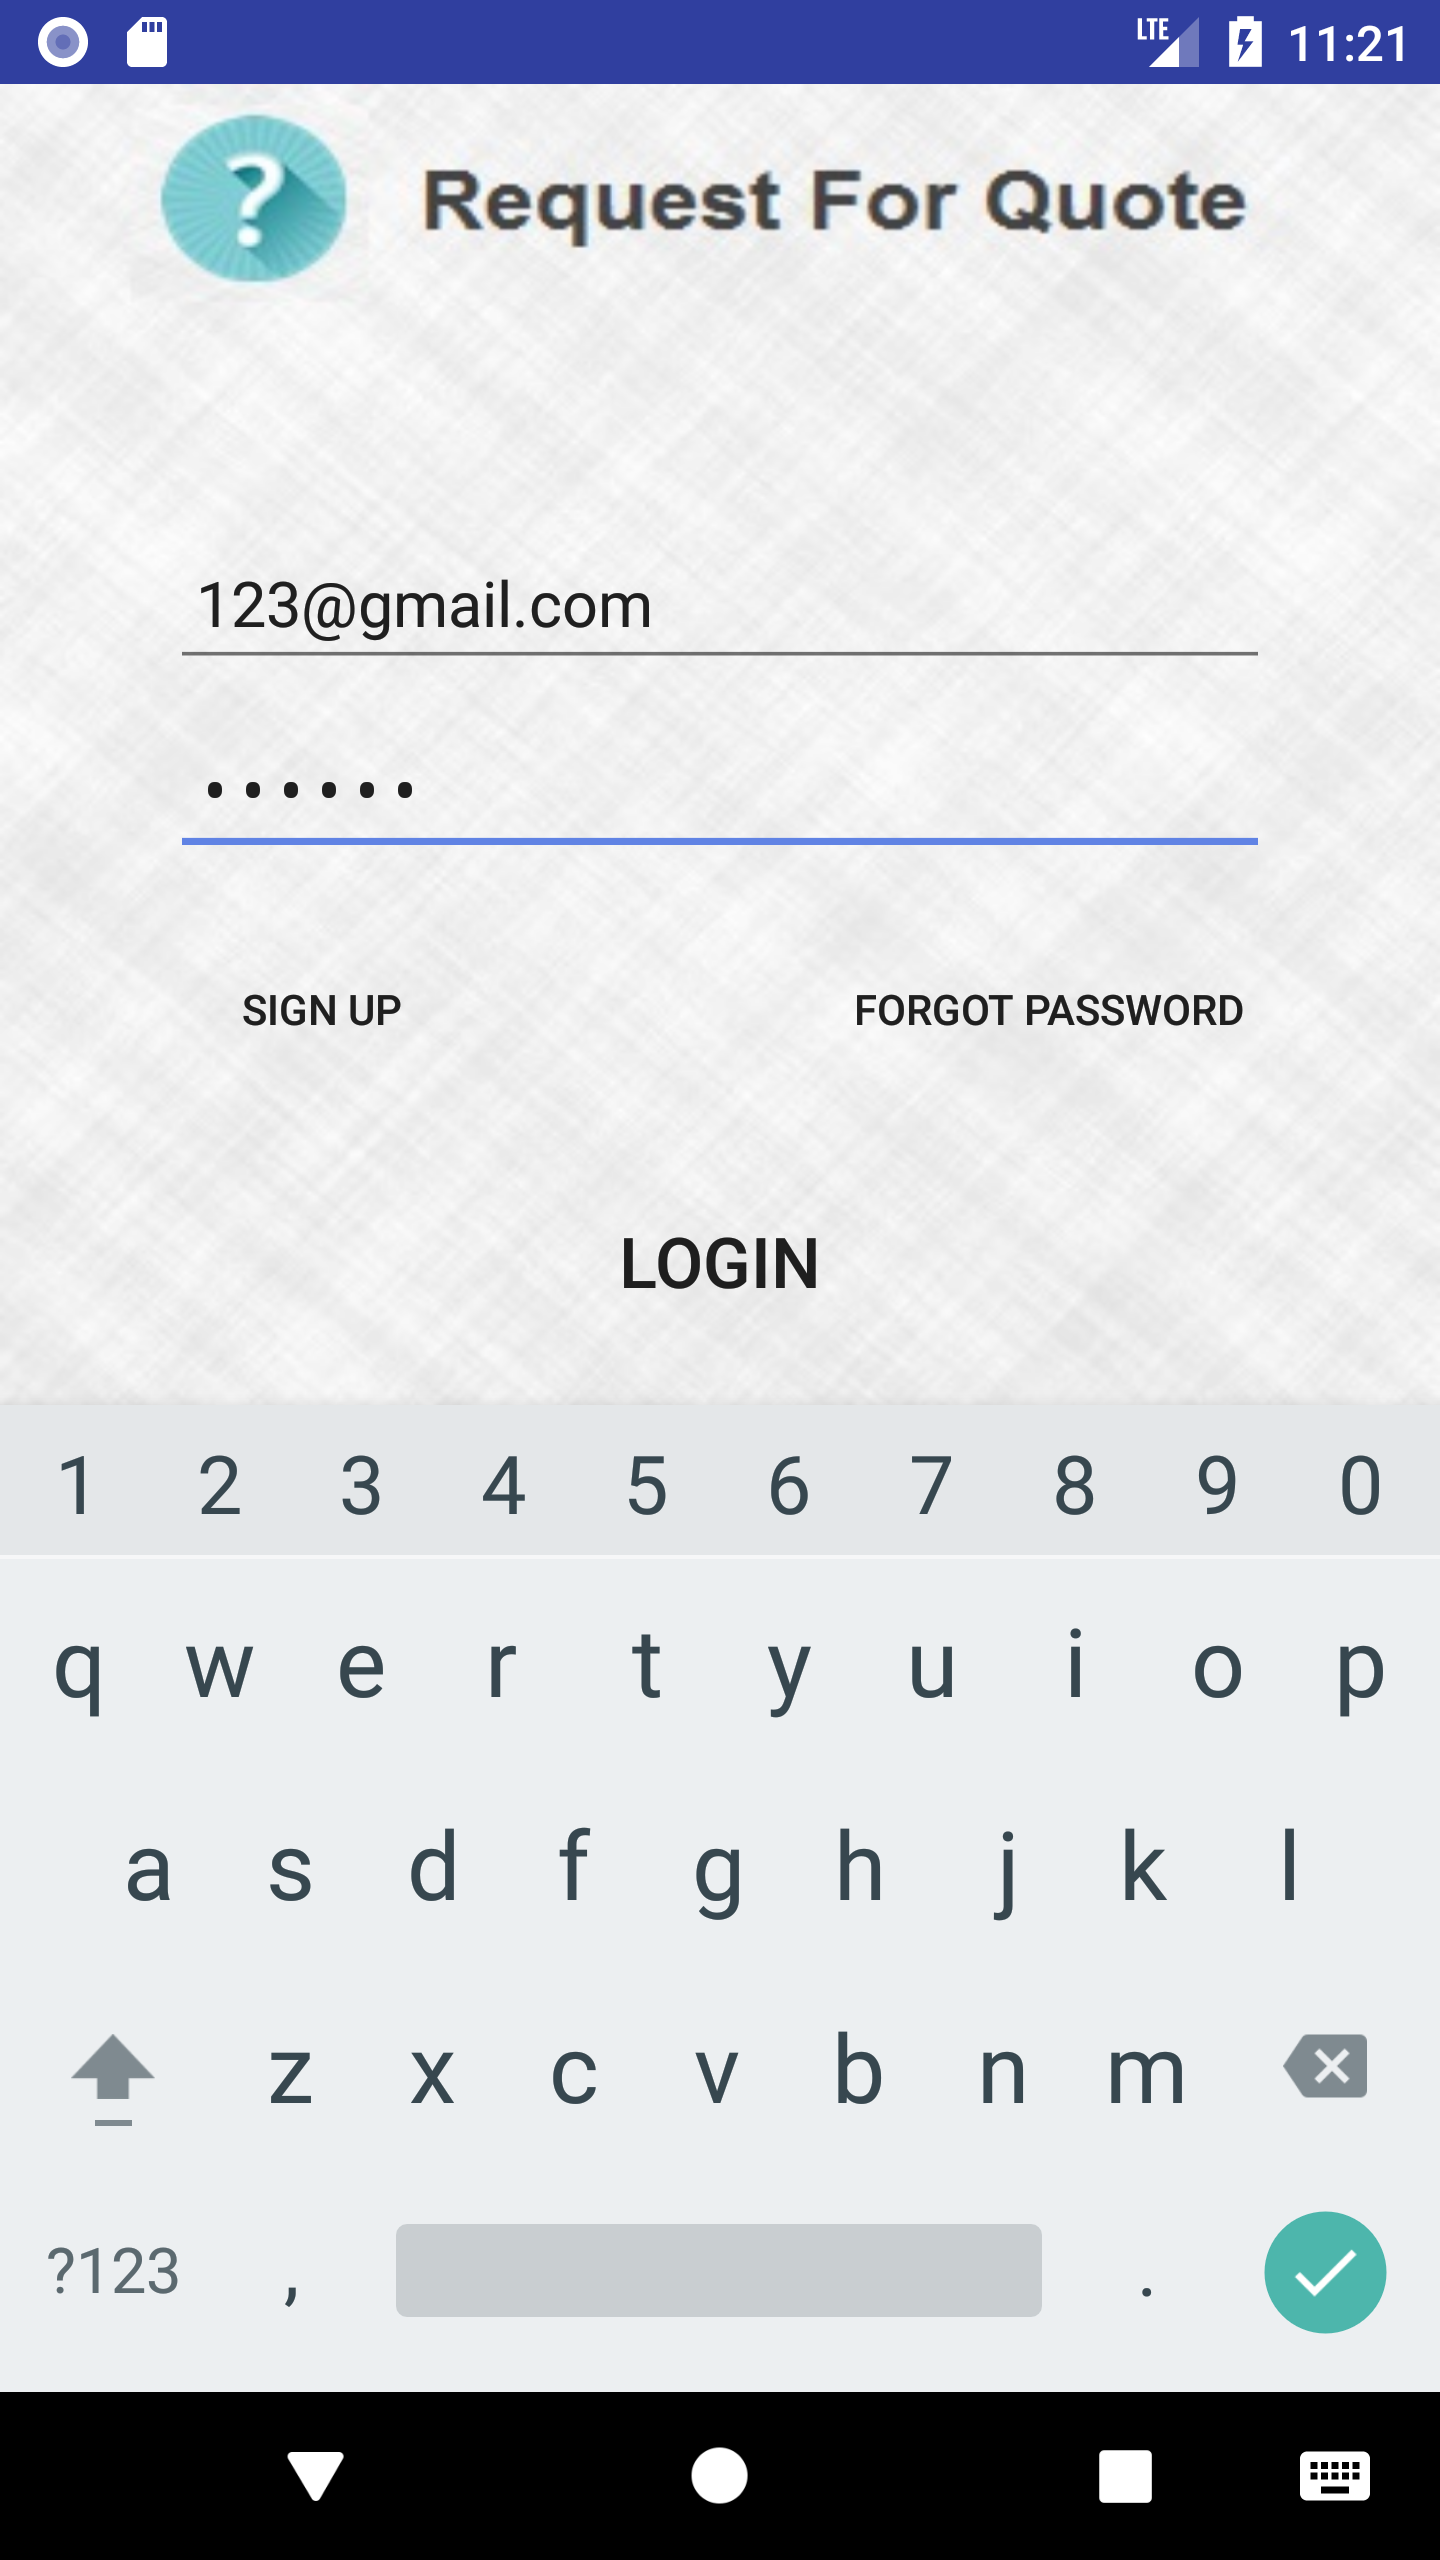 LTE 11:21
? Request For Quote
123@gmail.com
••••••
SIGN UP FORGOT PASSWORD
LOGIN
1 2 3 4 5 6 7 8 9 0
q w e r t y u i o p
a s d f g h j k l
z x c v b n m
?123 , .